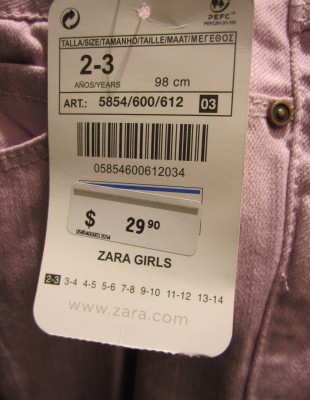 PEFC™
TALLA/SIZE/TAMANHO/TAILLE/MAAT/ΜΕΓΕΘΟΣ
2-3
98 cm
AÑOS/YEARS
ART.: 5854/600/612 03
05854600612034
$ 29 90
05854600612034
ZARA GIRLS
2-3 3-4 4-5 5-6 7-8 9-10 11-12 13-14
www.zara.com